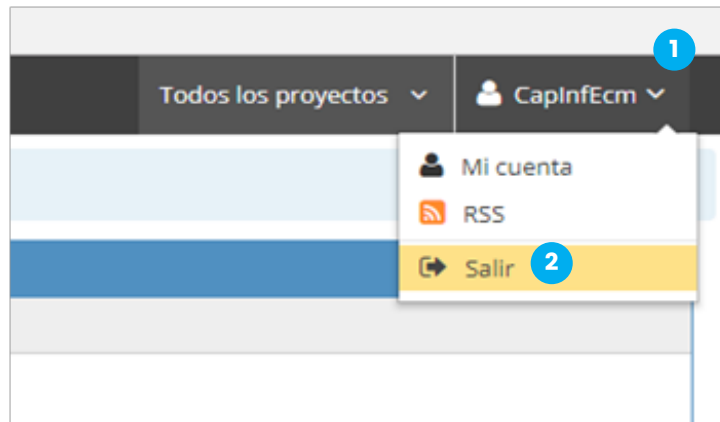 1
Todos los proyectos
CapInfEcm
Mi cuenta
RSS
Salir
2